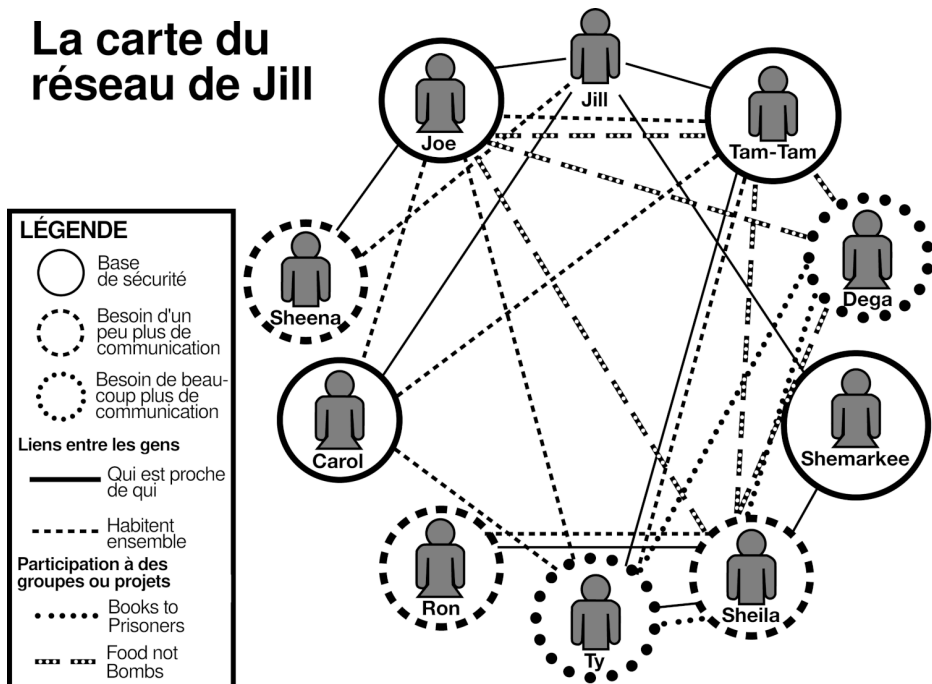 La carte du
réseau de Jill
Jill
Joe
Tam-Tam
Sheena
Dega
Carol
Shemarkee
Ron
Ty
Sheila
LÉGENDE
Base
de sécurité
Besoin d'un
peu plus de
communication
Besoin de beau-
coup plus de
communication
Liens entre les gens
Qui est proche
de qui
Habitent
ensemble
Participation à des
groupes ou projets
Books to
Prisoners
Food not
Bombs